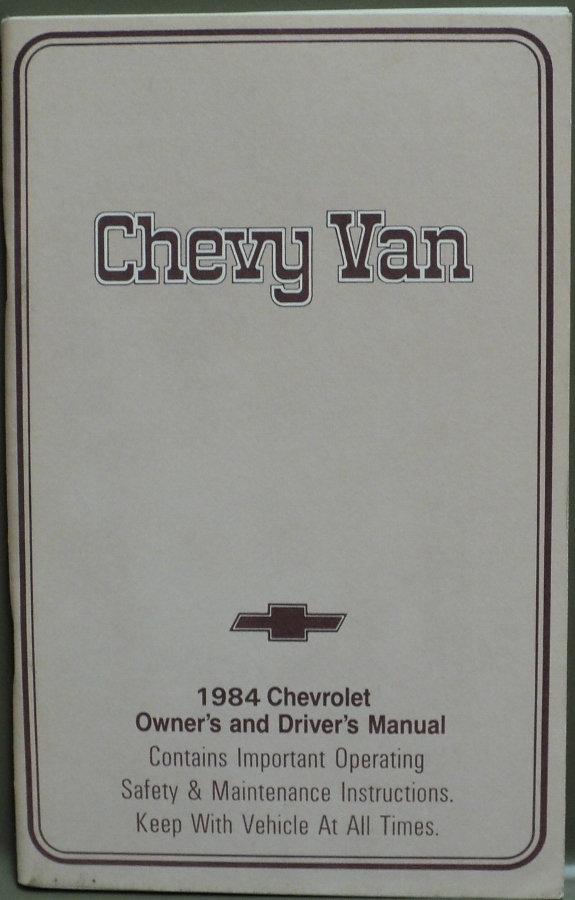 Chevy Van
1984 Chevrolet
Owner's and Driver's Manual
Contains Important Operating
Safety & Maintenance Instructions.
Keep With Vehicle At All Times.